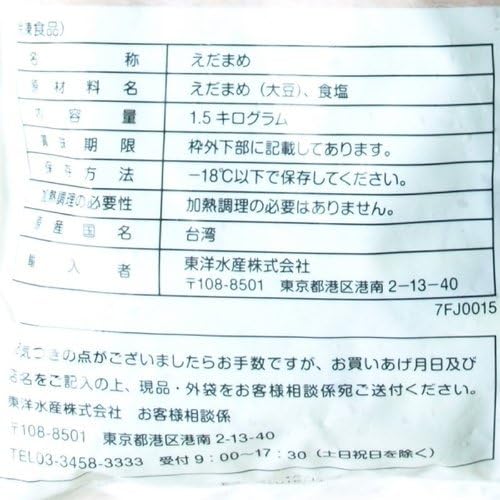 凍食品)
名称 えだまめ
原材料名 えだまめ(大豆)、食塩
内容量 1.5キログラム
賞味期限 枠外下部に記載してあります。
保存方法 −18℃以下で保存してください。
加熱調理の必要性 加熱調理の必要はありません。
原産国名 台湾
輸入者 東洋水産株式会社
〒108-8501 東京都港区港南2-13-40
7FJ0015
気づきの点がございましたらお手数ですが、お買いあげ月日及び
店名をご記入の上、現品・外袋をお客様相談係宛ご送付ください。
東洋水産株式会社 お客様相談係
〒108-8501 東京都港区港南2-13-40
TEL03-3458-3333 受付9:00~17:30(土日祝日を除く)